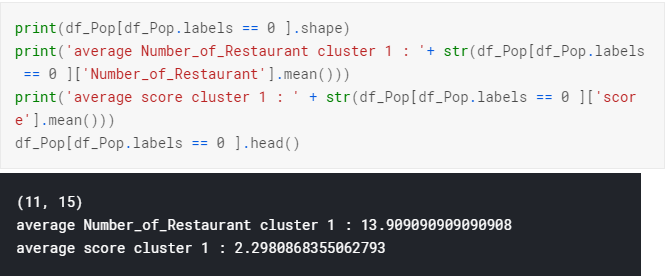 print(df_Pop[df_Pop.labels == 0 ].shape)
print('average Number_of_Restaurant cluster 1 : '+ str(df_Pop[df_Pop.labels
== 0 ]['Number_of_Restaurant'].mean()))
print('average score cluster 1 : ' + str(df_Pop[df_Pop.labels == 0 ]['scor
e'].mean()))
df_Pop[df_Pop.labels == 0 ].head()
(11, 15)
average Number_of_Restaurant cluster 1 : 13.909090909090908
average score cluster 1 : 2.2980868355062793